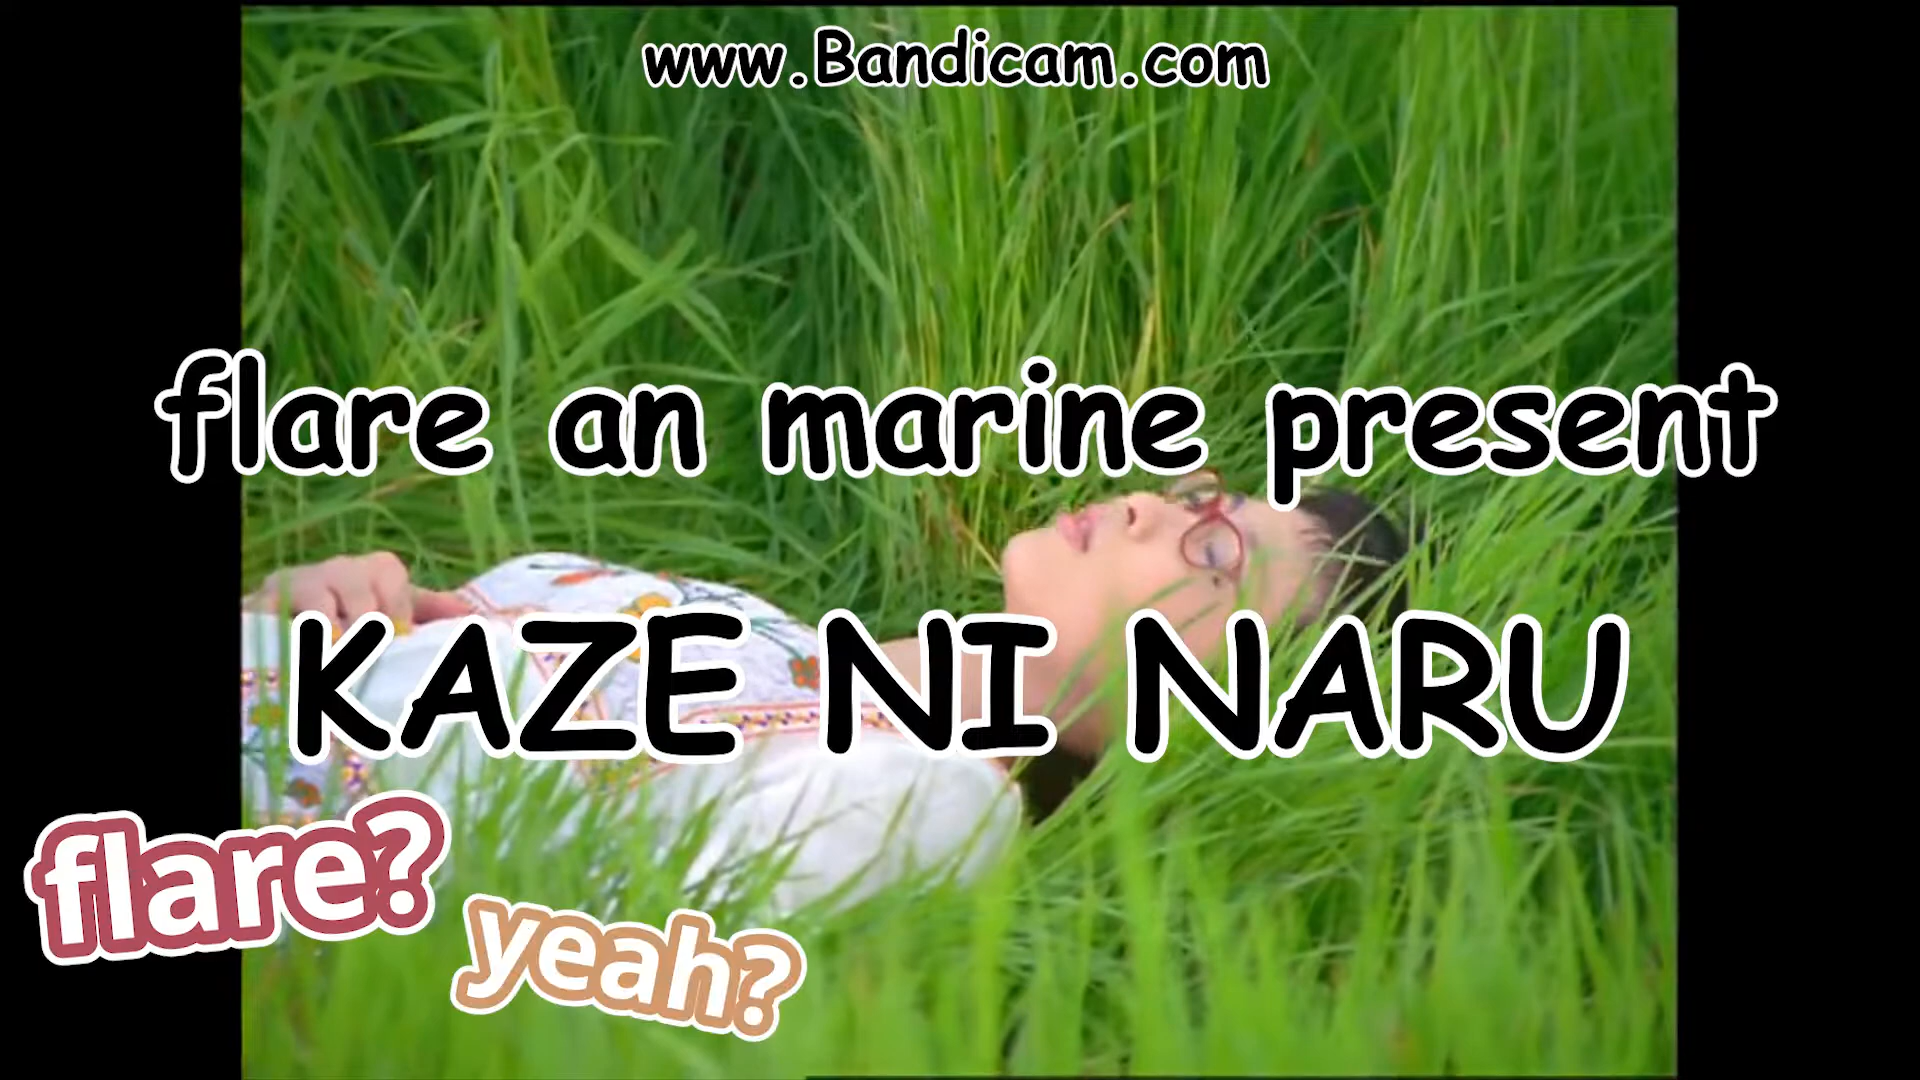 www.Bandicam.com
flare an marine present
KAZE NI NARU
flare?
yeah?